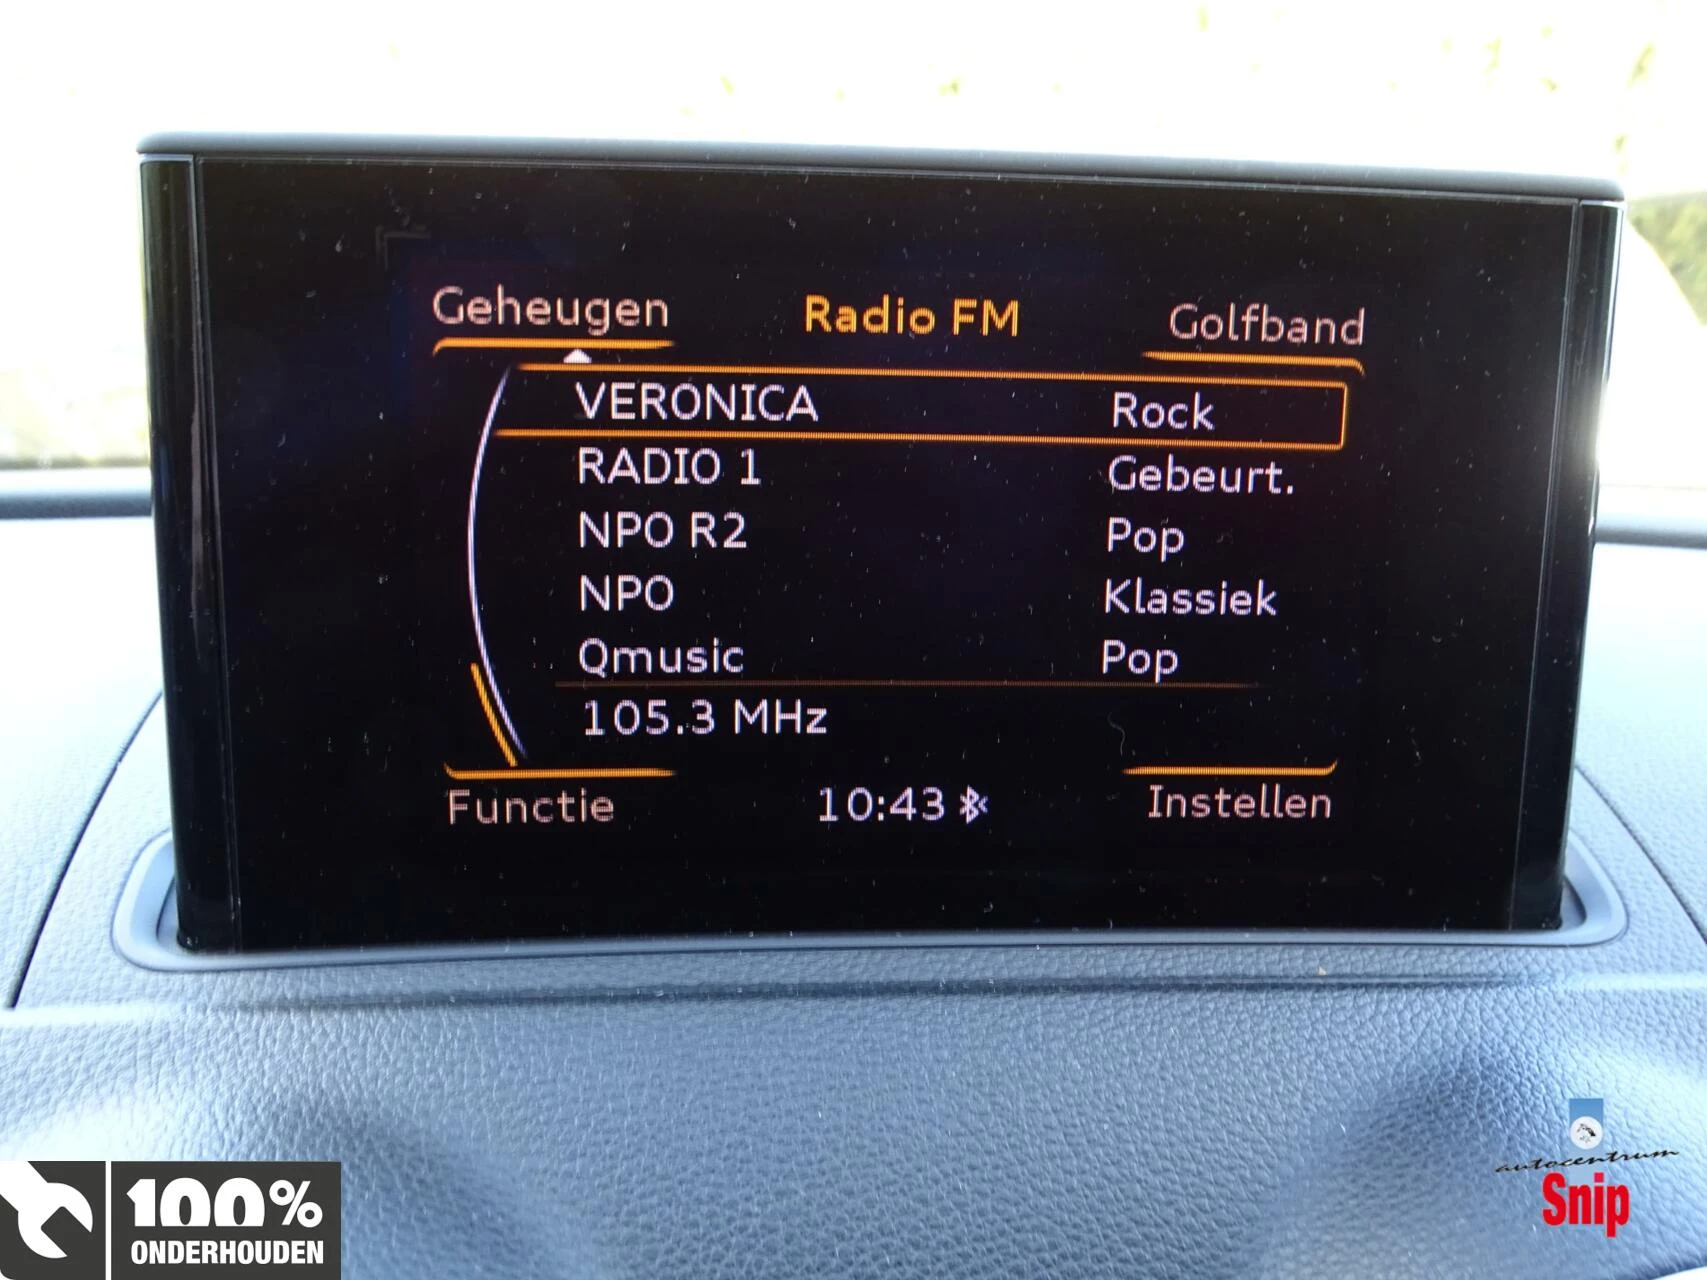 Geheugen Radio FM Golfband
VERONICA Rock
RADIO 1 Gebeurt.
NPO R2 Pop
NPO Klassiek
Qmusic Pop
105.3 MHz
Functie 10:43 Instellen
100%
ONDERHOUDEN
autocentrum
Snip